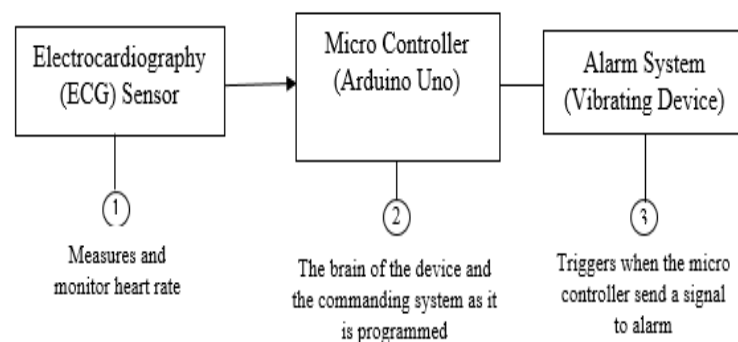 Electrocardiography
(ECG) Sensor
Micro Controller
(Arduino Uno)
Alarm System
(Vibrating Device)
1
Measures and
monitor heart rate
2
The brain of the device and
the commanding system as it
is programmed
3
Triggers when the micro
controller send a signal
to alarm